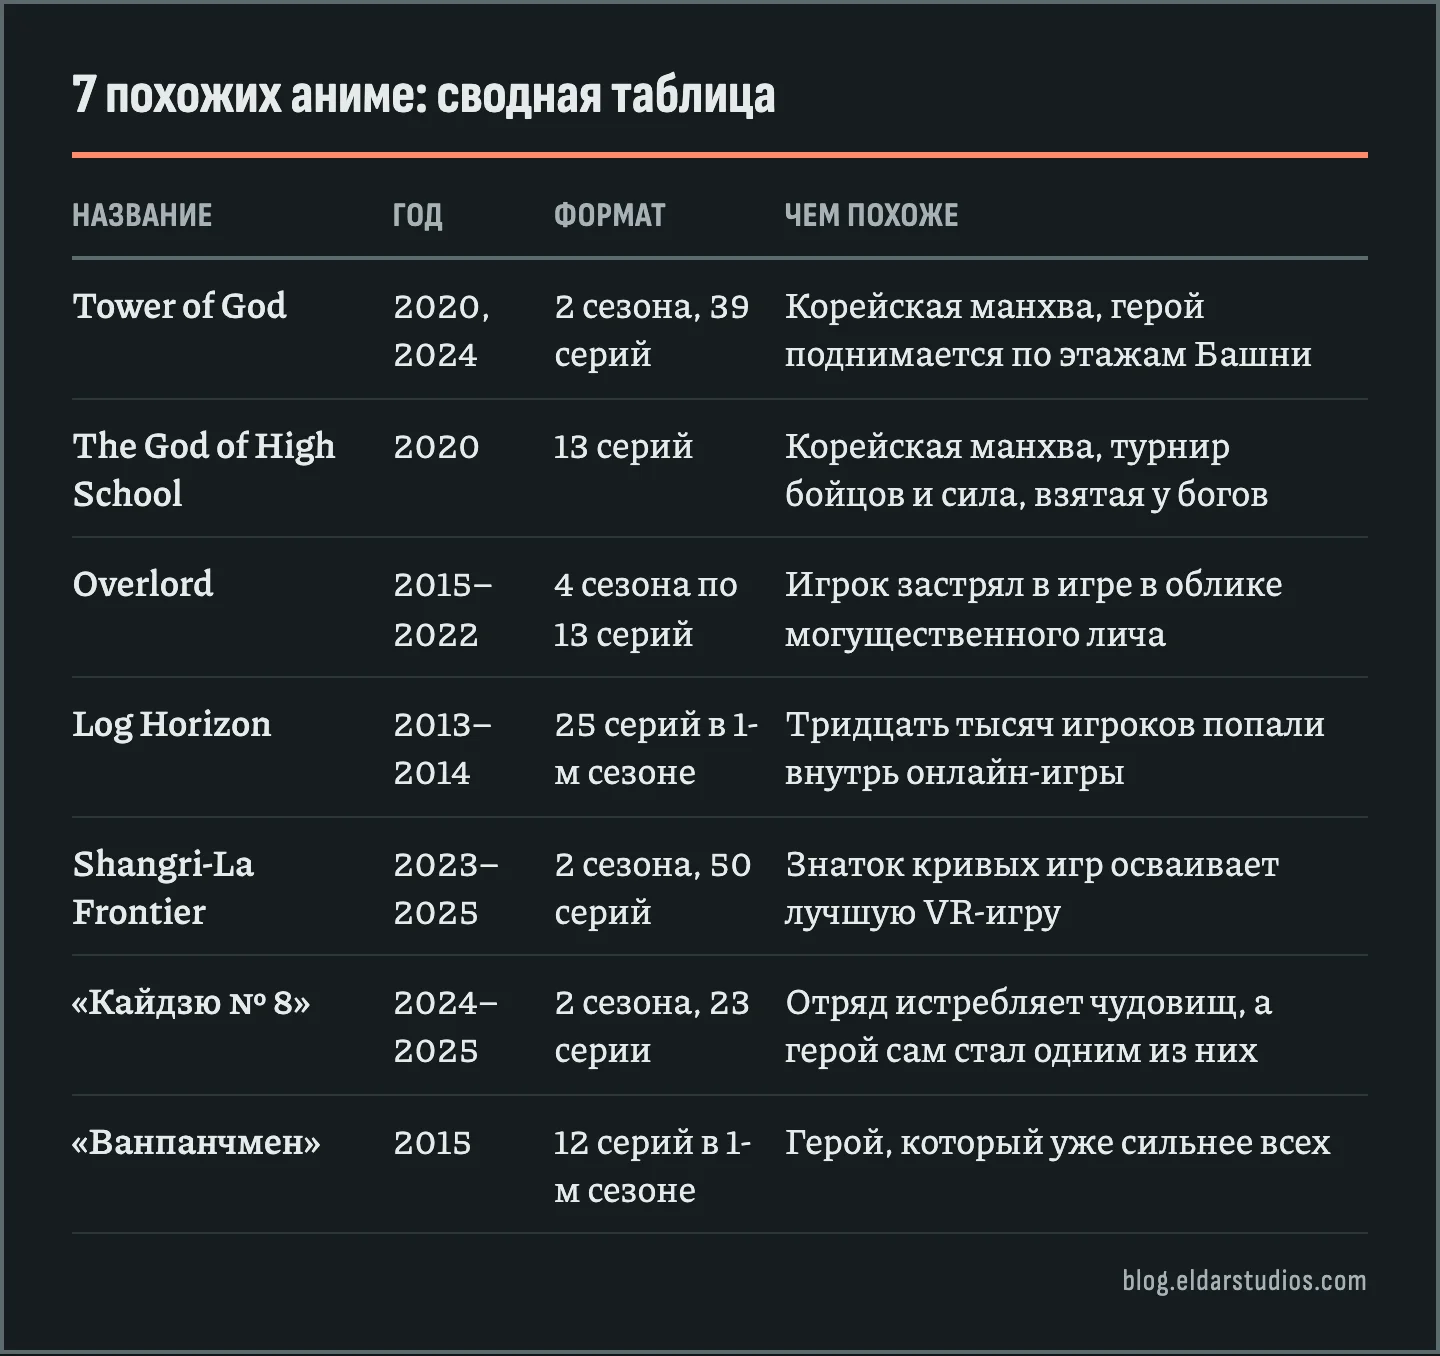 7 похожих аниме: сводная таблица
НАЗВАНИЕ ГОД ФОРМАТ ЧЕМ ПОХОЖЕ
Tower of God 2020, 2 сезона, 39 Корейская манхва, герой
2024 серий поднимается по этажам Башни
The God of High 2020 13 серий Корейская манхва, турнир
School бойцов и сила, взятая у богов
Overlord 2015– 4 сезона по Игрок застрял в игре в облике
2022 13 серий могущественного лича
Log Horizon 2013– 25 серий в 1- Тридцать тысяч игроков попали
2014 м сезоне внутрь онлайн-игры
Shangri-La 2023– 2 сезона, 50 Знаток кривых игр осваивает
Frontier 2025 серий лучшую VR-игру
«Кайдзю № 8» 2024– 2 сезона, 23 Отряд истребляет чудовищ, а
2025 серии герой сам стал одним из них
«Ванпанчмен» 2015 12 серий в 1- Герой, который уже сильнее всех
м сезоне
blog.eldarstudios.com